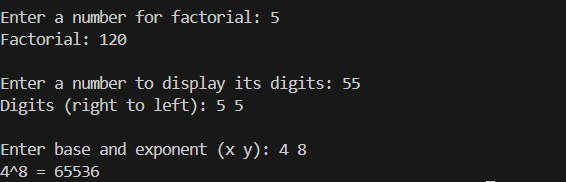 Enter a number for factorial: 5
Factorial: 120
Enter a number to display its digits: 55
Digits (right to left): 5 5
Enter base and exponent (x y): 4 8
4^8 = 65536